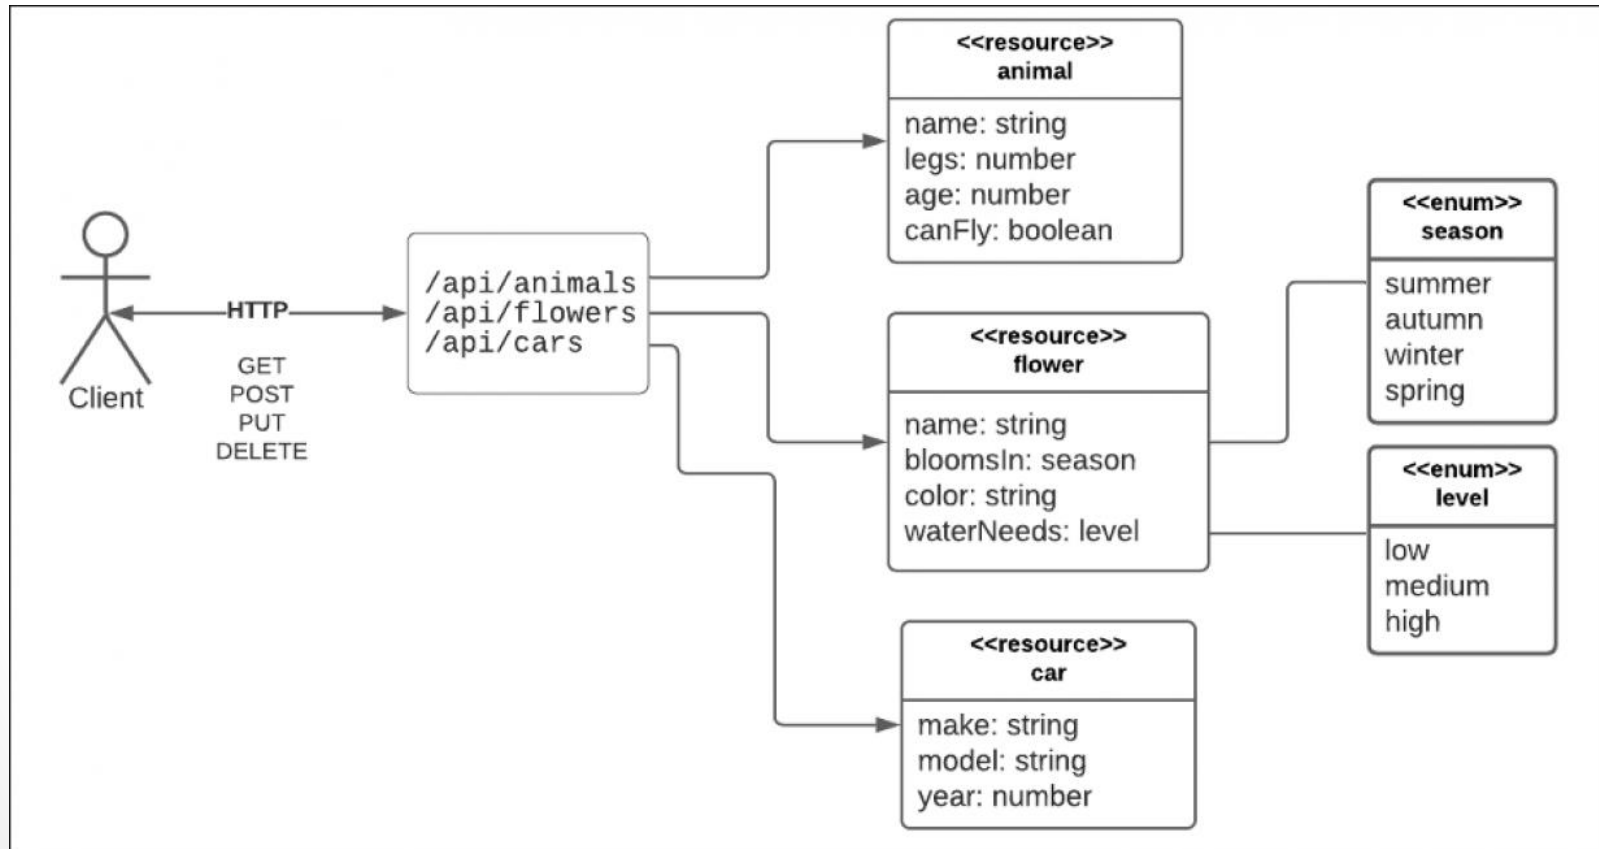 HTTP
GET
POST
PUT
DELETE
Client
/api/animals
/api/flowers
/api/cars
<<resource>>
animal
name: string
legs: number
age: number
canFly: boolean
<<resource>>
flower
name: string
bloomsIn: season
color: string
waterNeeds: level
<<resource>>
car
make: string
model: string
year: number
<<enum>>
season
summer
autumn
winter
spring
<<enum>>
level
low
medium
high